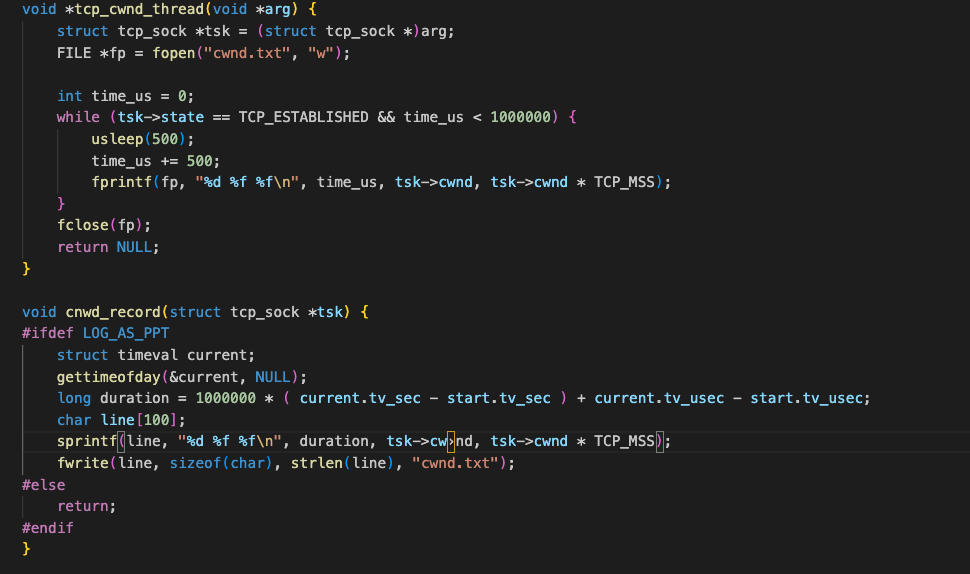 void *tcp_cwnd_thread(void *arg) {
    struct tcp_sock *tsk = (struct tcp_sock *)arg;
    FILE *fp = fopen("cwnd.txt", "w");

    int time_us = 0;
    while (tsk->state == TCP_ESTABLISHED && time_us < 1000000) {
        usleep(500);
        time_us += 500;
        fprintf(fp, "%d %f %f\n", time_us, tsk->cwnd, tsk->cwnd * TCP_MSS);
    }
    fclose(fp);
    return NULL;
}

void cnwd_record(struct tcp_sock *tsk) {
#ifdef LOG_AS_PPT
    struct timeval current;
    gettimeofday(&current, NULL);
    long duration = 1000000 * ( current.tv_sec - start.tv_sec ) + current.tv_usec - start.tv_usec;
    char line[100];
    sprintf(line, "%d %f %f\n", duration, tsk->cw›nd, tsk->cwnd * TCP_MSS);
    fwrite(line, sizeof(char), strlen(line), "cwnd.txt");
#else
    return;
#endif
}